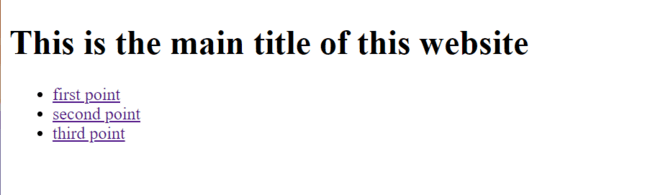 This is the main title of this website
first point
second point
third point